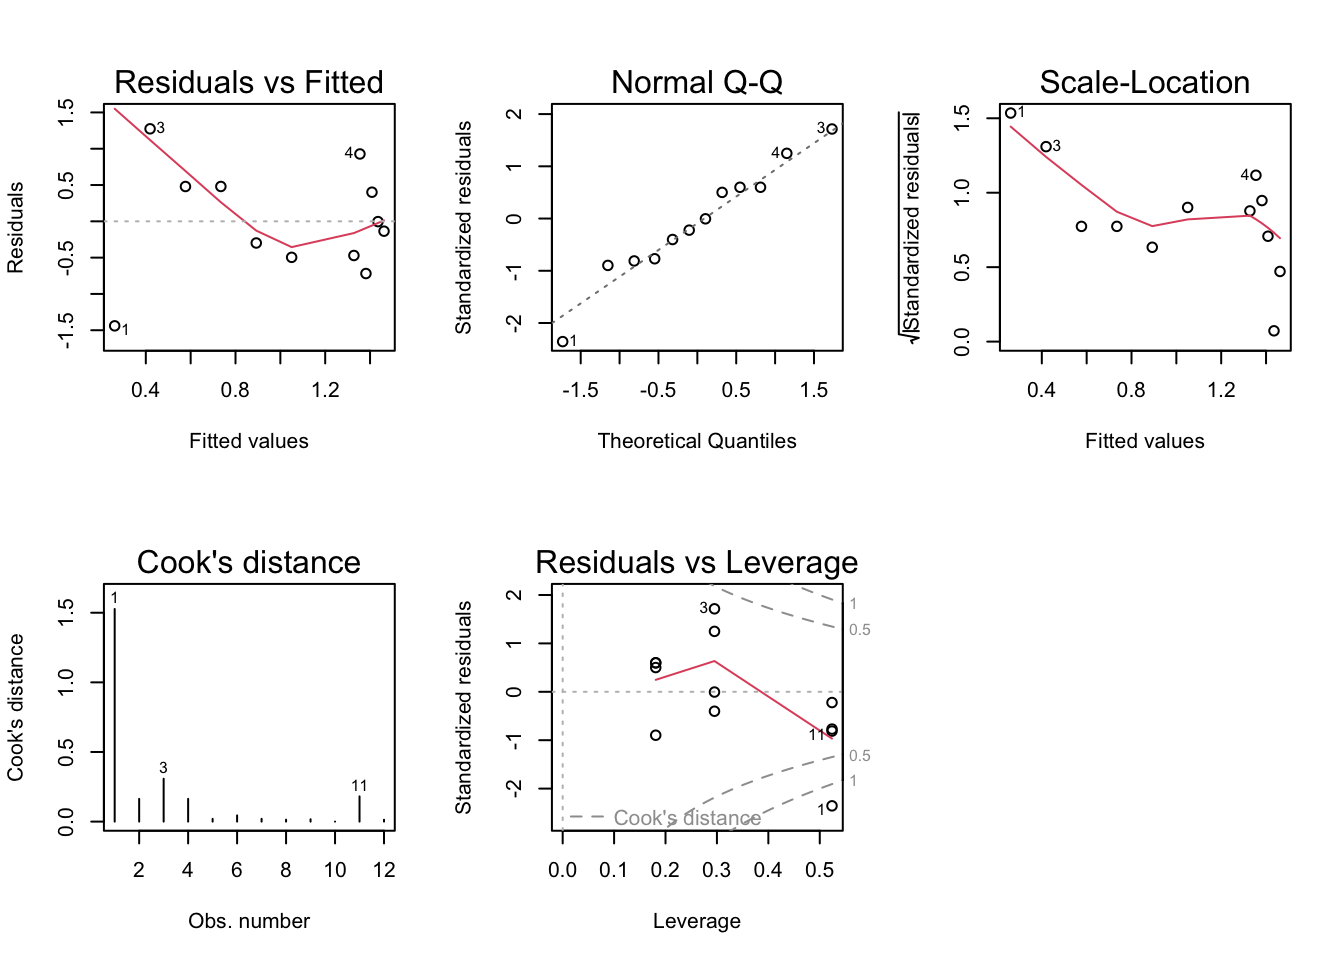 Residuals vs Fitted
Residuals
1.5
0.5
-0.5
-1.5
3
4
1
0.4 0.8 1.2
Fitted values
Normal Q-Q
Standardized residuals
2
1
0
-1
-2
3
4
1
-1.5 -0.5 0.5 1.5
Theoretical Quantiles
Scale-Location
√|Standardized residuals|
1.5
1.0
0.5
0.0
1
3
4
0.4 0.8 1.2
Fitted values
Cook's distance
Cook's distance
1.5
1.0
0.5
0.0
1
3
11
2 4 6 8 10 12
Obs. number
Residuals vs Leverage
Standardized residuals
2
1
0
-1
-2
3
11
1
1
0.5
0.5
1
Cook's distance
0.0 0.1 0.2 0.3 0.4 0.5
Leverage